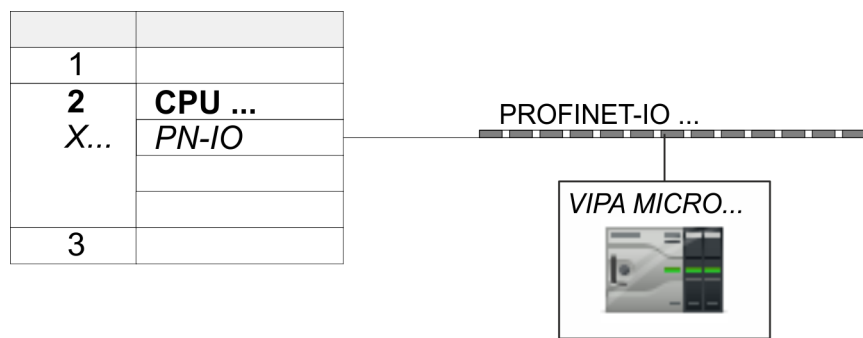 1
2 CPU ...
X... PN-IO
3
PROFINET-IO ...
VIPA MICRO...